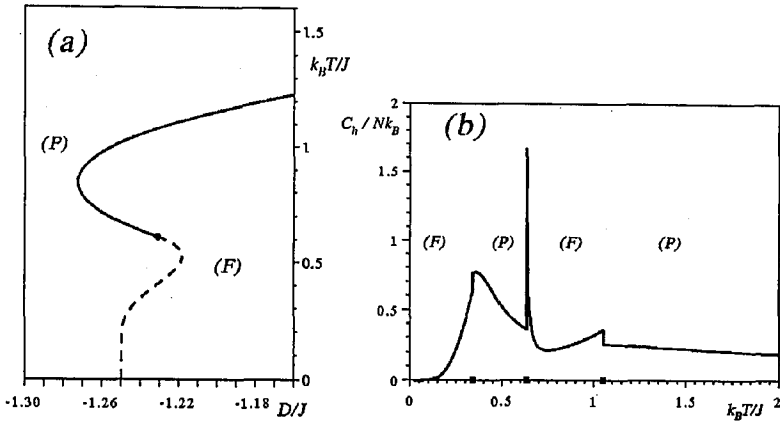 (a)
1.5
k_BT/J
(P)
1
(F)
0.5
0
-1.30 -1.26 -1.22 -1.18 D/J
2
C_h / Nk_B
(b)
1.5
1
(F) (P) (F) (P)
0.5
0
0 0.5 1 1.5 2
k_BT/J